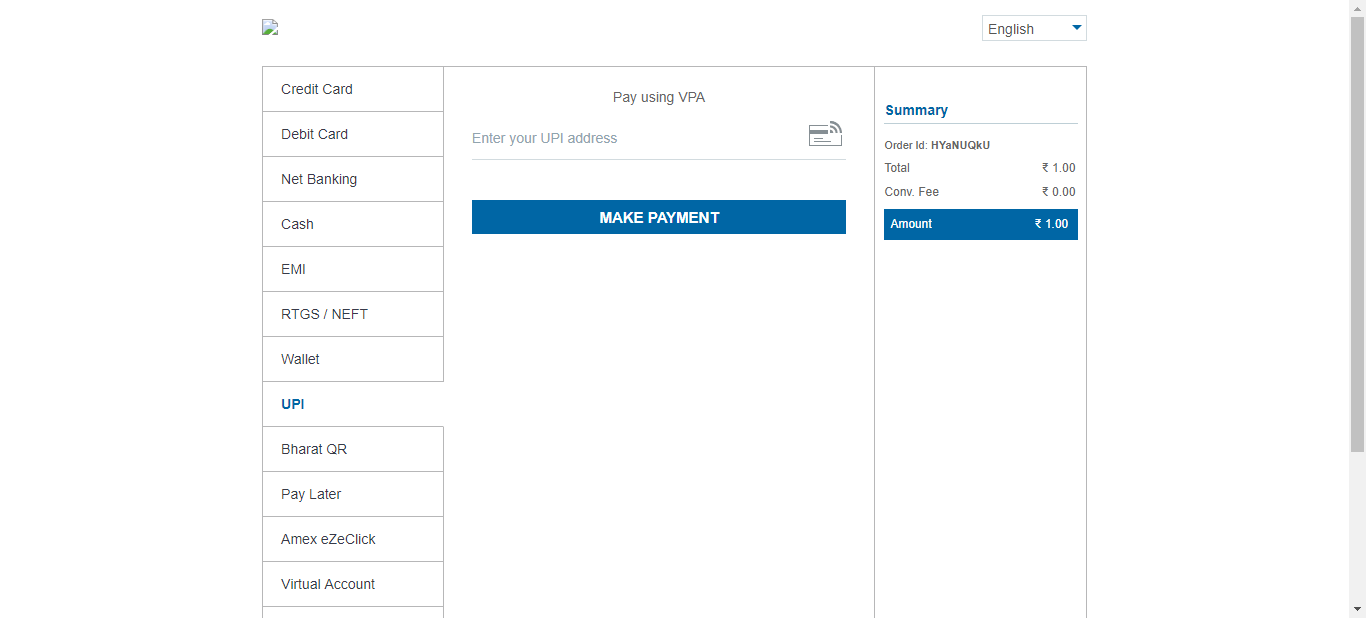 English
Credit Card
Debit Card
Net Banking
Cash
EMI
RTGS / NEFT
Wallet
UPI
Bharat QR
Pay Later
Amex eZeClick
Virtual Account
Pay using VPA
Enter your UPI address
MAKE PAYMENT
Summary
Order Id: HYaNUQkU
Total ₹ 1.00
Conv. Fee ₹ 0.00
Amount ₹ 1.00